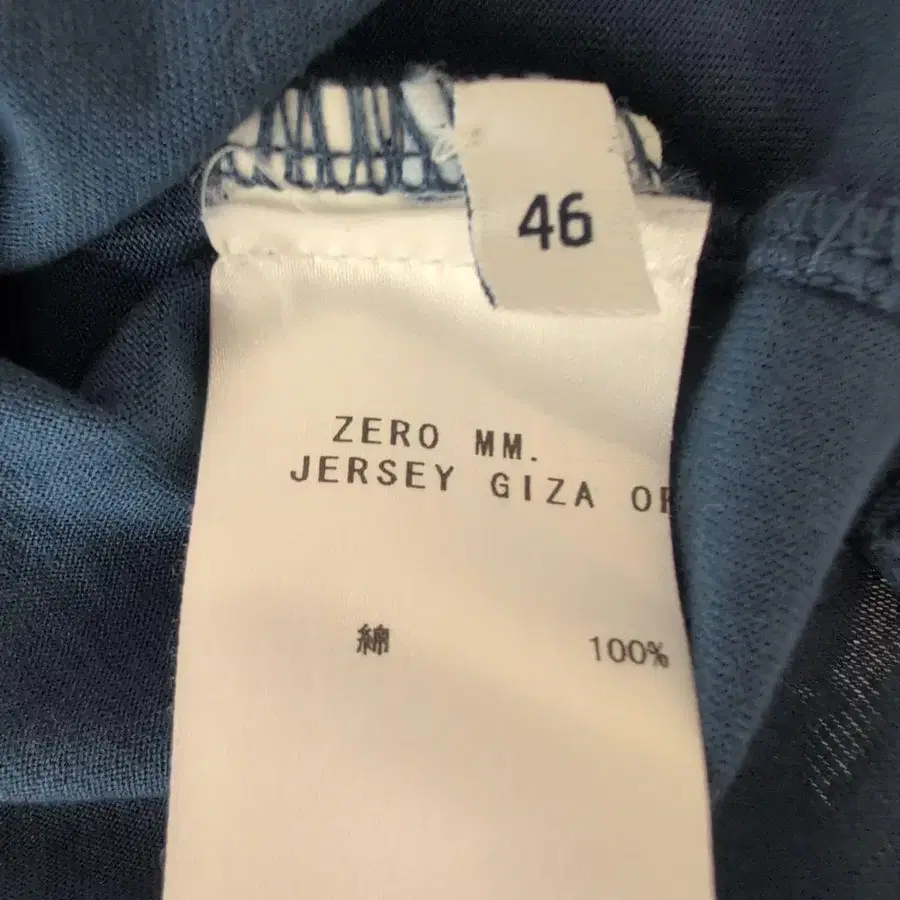 46
ZERO MM.
JERSEY GIZA
綿 100%